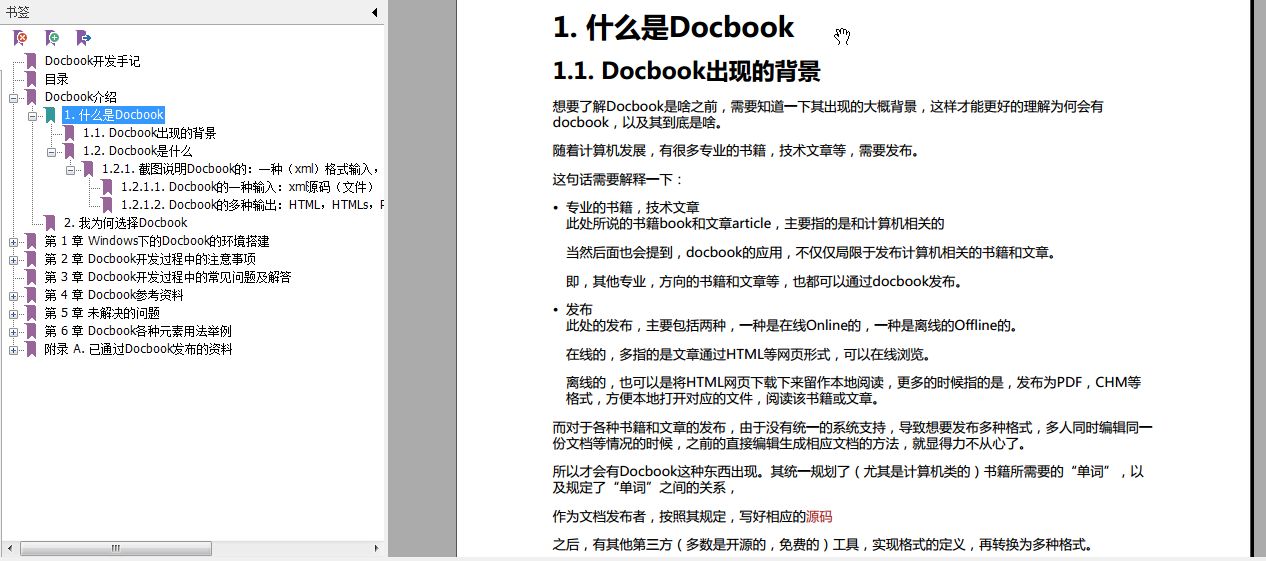 书签
Docbook开发手记
目录
Docbook介绍
1. 什么是Docbook
1.1. Docbook出现的背景
1.2. Docbook是什么
1.2.1. 截图说明Docbook的：一种（xml）格式输入，
1.2.1.1. Docbook的一种输入：xml源码（文件）
1.2.1.2. Docbook的多种输出：HTML，HTMLs，
2. 我为何选择Docbook
第 1 章 Windows下的Docbook的环境搭建
第 2 章 Docbook开发过程中的注意事项
第 3 章 Docbook开发过程中的常见问题及解答
第 4 章 Docbook参考资料
第 5 章 未解决的问题
第 6 章 Docbook各种元素用法举例
附录 A. 已通过Docbook发布的资料
1. 什么是Docbook
1.1. Docbook出现的背景
想要了解Docbook是啥之前，需要知道一下其出现的大概背景，这样才能更好的理解为何会有
docbook，以及其到底是啥。
随着计算机发展，有很多专业的书籍，技术文章等，需要发布。
这句话需要解释一下：
• 专业的书籍，技术文章
此处所说的书籍book和文章article，主要指的是和计算机相关的
当然后面也会提到，docbook的应用，不仅仅局限于发布计算机相关的书籍和文章。
即，其他专业，方向的书籍和文章等，也都可以通过docbook发布。
• 发布
此处的发布，主要包括两种，一种是在线Online的，一种是离线的Offline的。
在线的，多指的是文章通过HTML等网页形式，可以在线浏览。
离线的，也可以是将HTML网页下载下来留作本地阅读，更多的时候指的是，发布为PDF，CHM等
格式，方便本地打开对应的文件，阅读该书籍或文章。
而对于各种书籍和文章的发布，由于没有统一的系统支持，导致想要发布多种格式，多人同时编辑同一
份文档等情况的时候，之前的直接编辑生成相应文档的方法，就显得力不从心了。
所以才会有Docbook这种东西出现。其统一规划了（尤其是计算机类的）书籍所需要的“单词”，以
及规定了“单词”之间的关系，
作为文档发布者，按照其规定，写好相应的源码
之后，有其他第三方（多数是开源的，免费的）工具，实现格式的定义，再转换为多种格式。